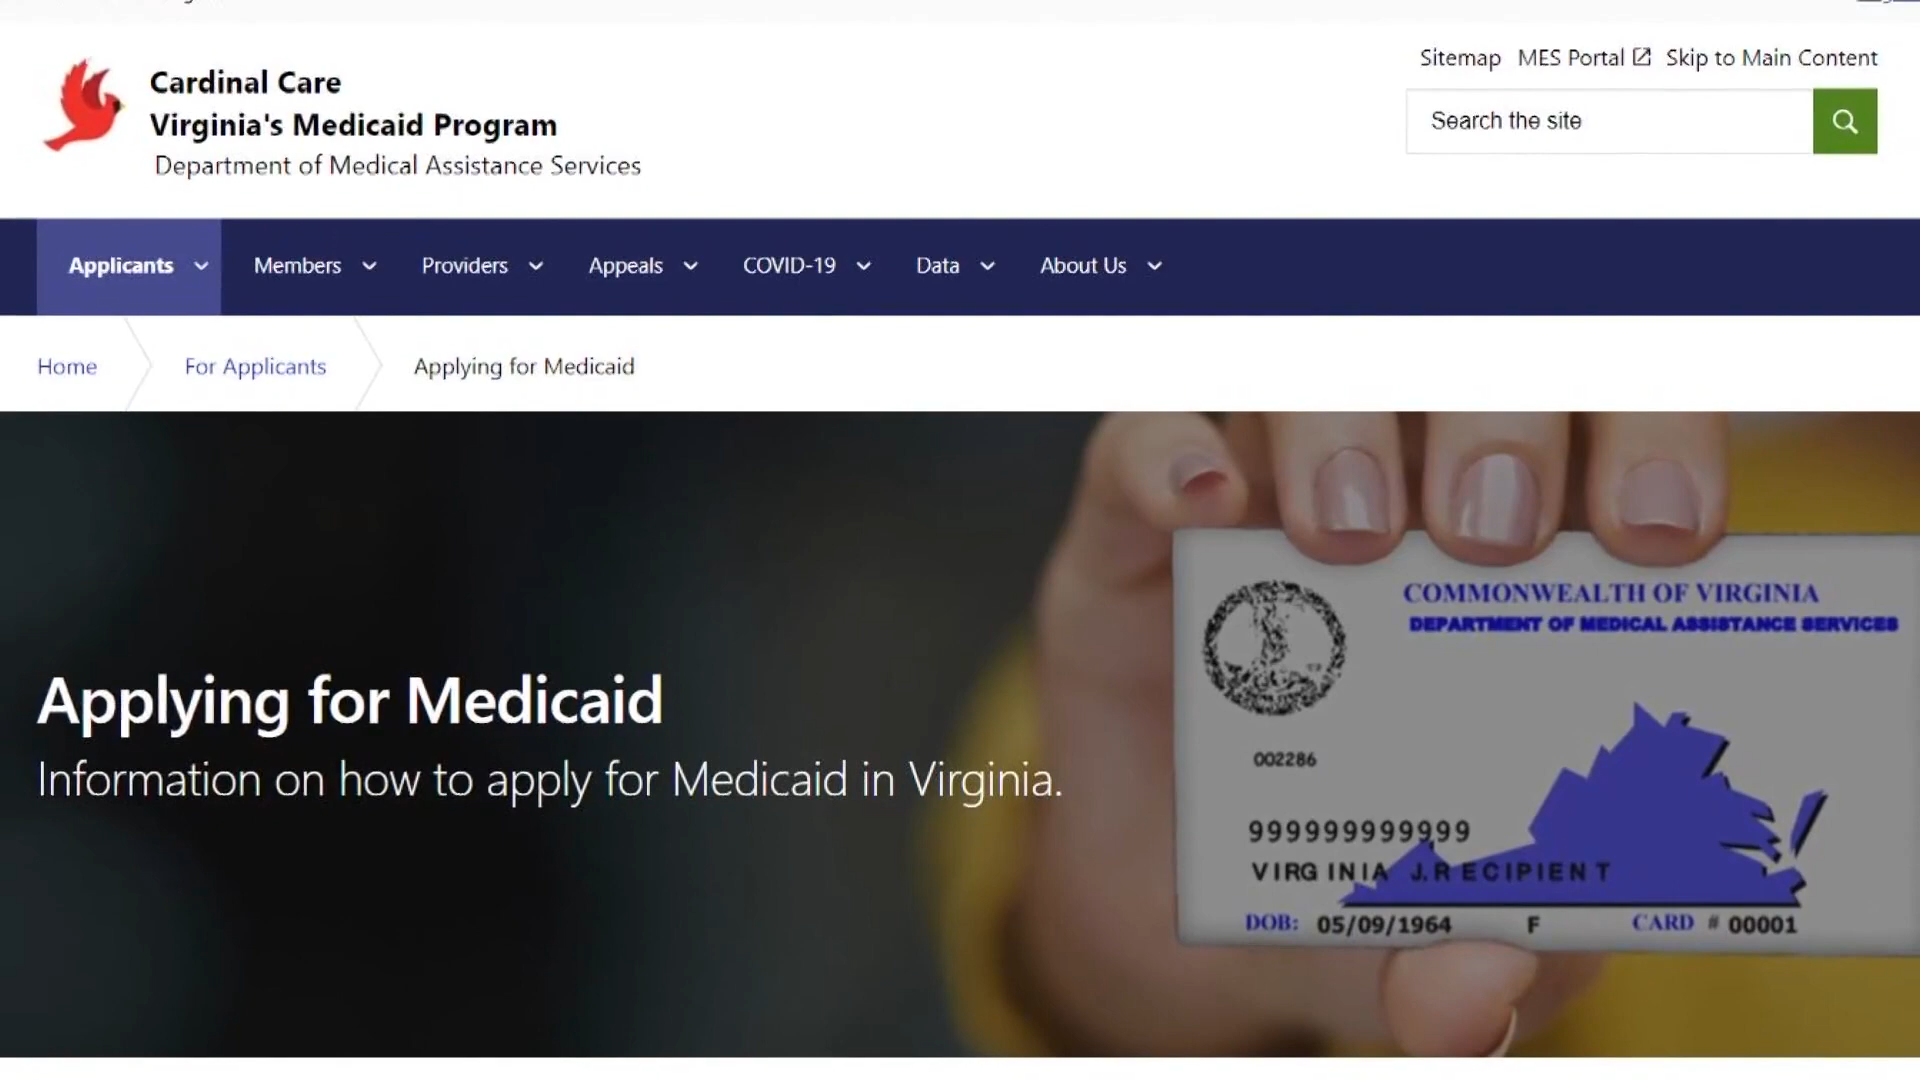 Sitemap MES Portal Skip to Main Content
Cardinal Care
Virginia's Medicaid Program
Department of Medical Assistance Services
Search the site
Applicants Members Providers Appeals COVID-19 Data About Us
Home For Applicants Applying for Medicaid
Applying for Medicaid
Information on how to apply for Medicaid in Virginia.
COMMONWEALTH OF VIRGINIA
DEPARTMENT OF MEDICAL ASSISTANCE SERVICES
002286
999999999999
VIRGINIA J.RECIPIENT
DOB: 05/09/1964 F CARD # 00001